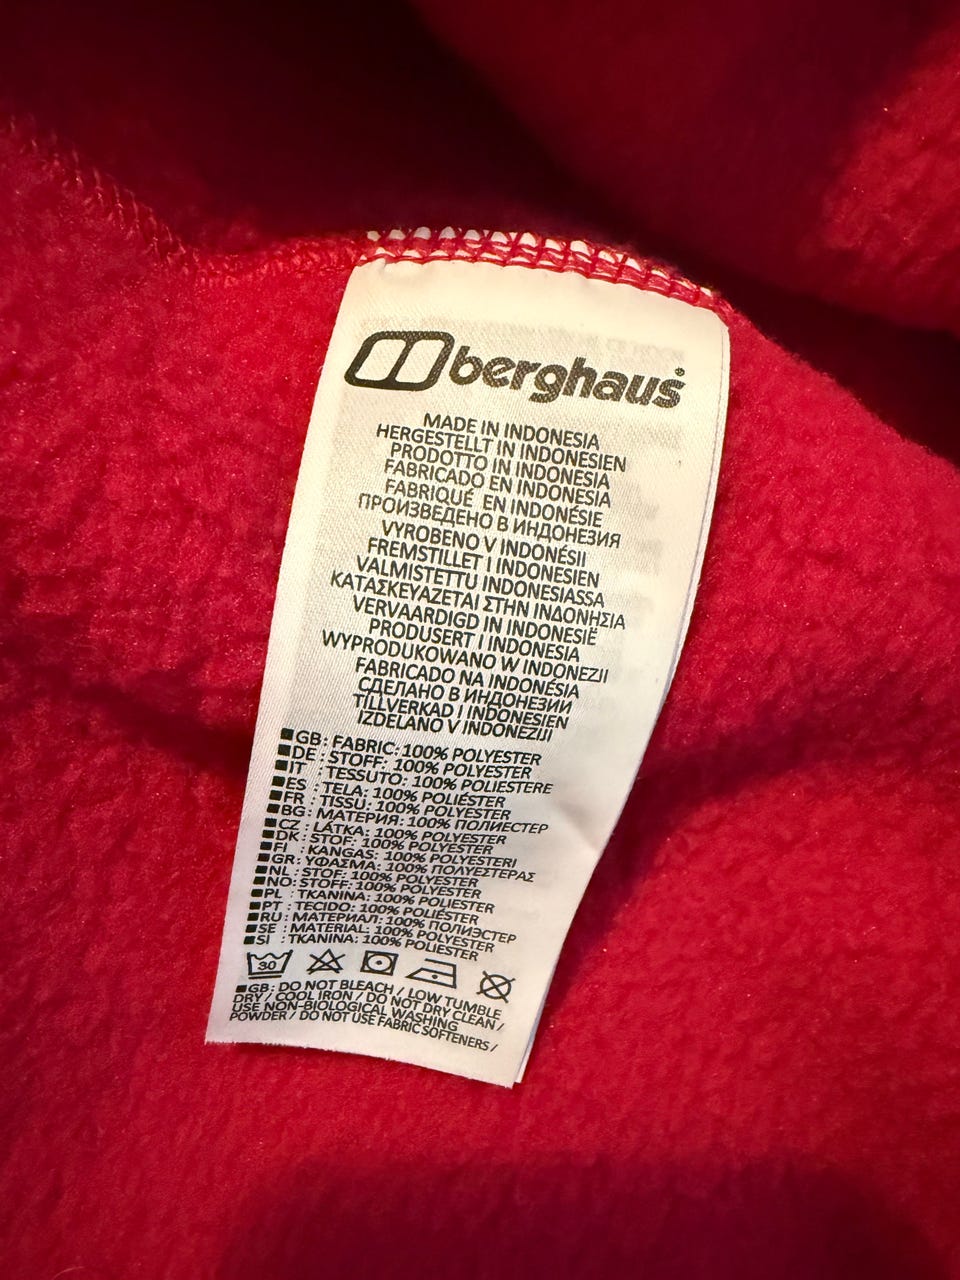 berghaus®
MADE IN INDONESIA
HERGESTELLT IN INDONESIEN
PRODOTTO IN INDONESIA
FABRICADO EN INDONESIA
FABRIQUÉ EN INDONÉSIE
ПРОИЗВЕДЕНО В ИНДОНЕЗИЯ
VYROBENO V INDONÉSII
FREMSTILLET I INDONESIEN
VALMISTETTU INDONESIASSA
ΚΑΤΑΣΚΕΥΑΖΕΤΑΙ ΣΤΗΝ ΙΝΔΟΝΗΣΙΑ
VERVAARDIGD IN INDONESIË
PRODUSERT I INDONESIA
WYPRODUKOWANO W INDONEZJI
FABRICADO NA INDONÉSIA
СДЕЛАНО В ИНДОНЕЗИИ
TILLVERKAD I INDONESIEN
IZDELANO V INDONEZIJI
GB: FABRIC: 100% POLYESTER
DE : STOFF: 100% POLYESTER
IT : TESSUTO: 100% POLIESTERE
ES : TELA: 100% POLIÉSTER
FR : TISSU: 100% POLYESTER
BG: МАТЕРИЯ: 100% ПОЛИЕСТЕР
CZ : LÁTKA: 100% POLYESTER
DK : STOF: 100% POLYESTER
FI : KANGAS: 100% POLYESTERI
GR : ΥΦΑΣΜΑ: 100% ΠΟΛΥΕΣΤΕΡΑΣ
NL : STOF: 100% POLYESTER
NO: STOFF: 100% POLYESTER
PL : TKANINA: 100% POLIESTER
PT : TECIDO: 100% POLIÉSTER
RU : МАТЕРИАЛ: 100% ПОЛИЭСТЕР
SE : MATERIAL: 100% POLYESTER
SI : TKANINA: 100% POLIESTER
30
GB: DO NOT BLEACH / LOW TUMBLE
DRY / COOL IRON / DO NOT DRY CLEAN /
USE NON-BIOLOGICAL WASHING
POWDER / DO NOT USE FABRIC SOFTENERS /